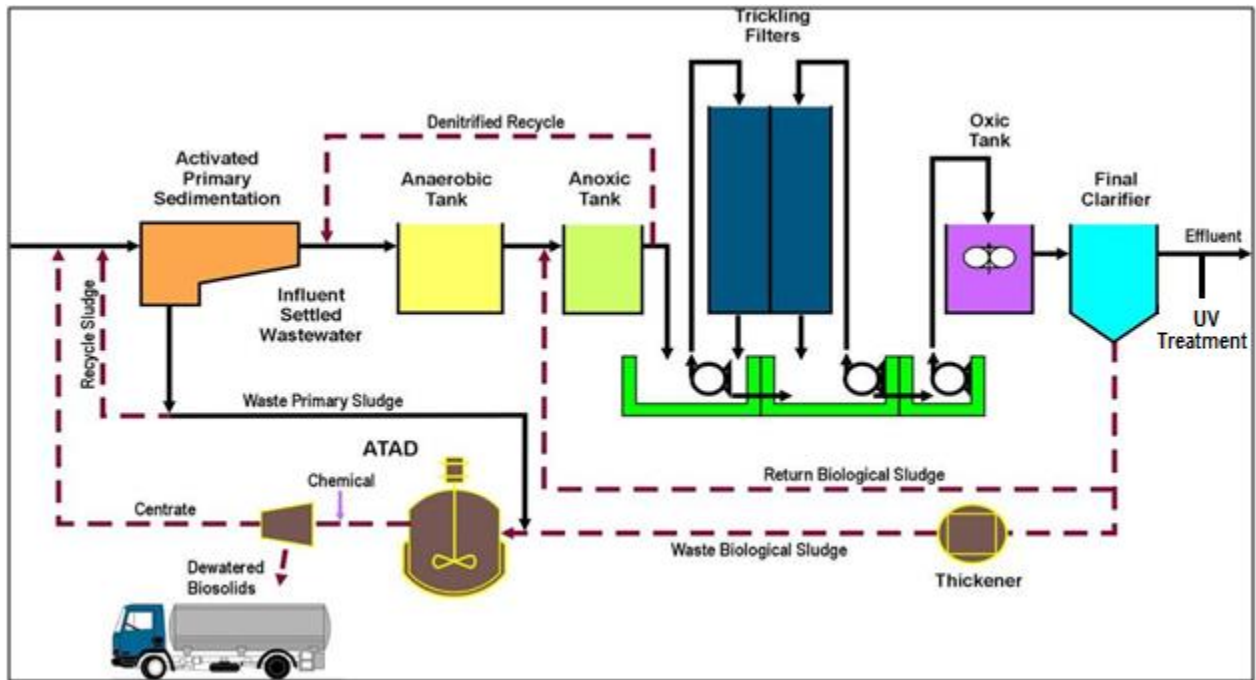 Trickling
Filters
Denitrified Recycle
Oxic
Tank
Activated
Primary
Sedimentation
Anaerobic
Tank
Anoxic
Tank
Final
Clarifier
Effluent
Influent
Settled
Wastewater
UV
Treatment
Recycle Sludge
Waste Primary Sludge
ATAD
Chemical
Return Biological Sludge
Centrate
Waste Biological Sludge
Dewatered
Biosolids
Thickener